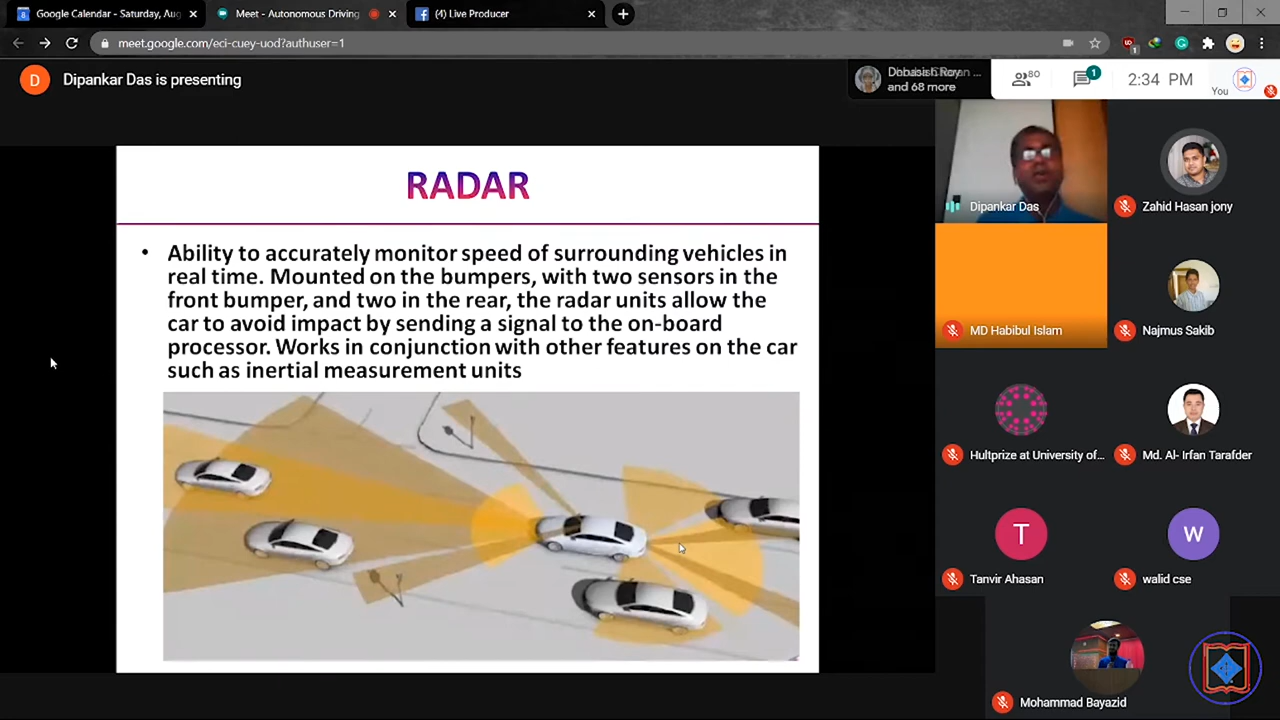 Google Calendar - Saturday, Aug
Meet - Autonomous Driving
(4) Live Producer
8
meet.google.com/eci-cuey-uod?authuser=1
1
D
Dipankar Das is presenting
and 68 more
80
1
2:34 PM
You
RADAR
• Ability to accurately monitor speed of surrounding vehicles in
real time. Mounted on the bumpers, with two sensors in the
front bumper, and two in the rear, the radar units allow the
car to avoid impact by sending a signal to the on-board
processor. Works in conjunction with other features on the car
such as inertial measurement units
Dipankar Das
Zahid Hasan jony
MD Habibul Islam
Najmus Sakib
Hultprize at University of...
Md. Al- Irfan Tarafder
T
Tanvir Ahasan
w
walid cse
Mohammad Bayazid